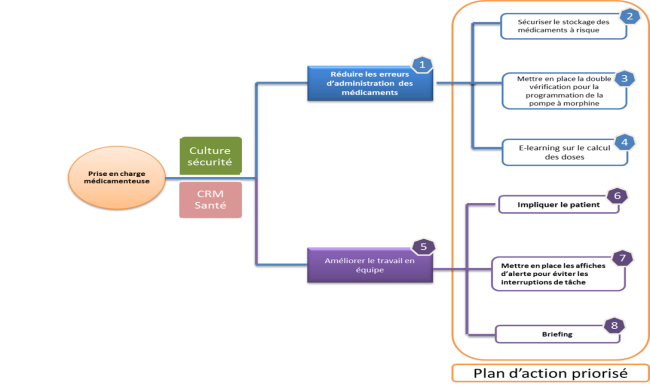 Prise en charge
médicamenteuse
Culture
sécurité
CRM
Santé
1
Réduire les erreurs
d'administration des
médicaments
2
Sécuriser le stockage des
médicaments à risque
3
Mettre en place la double
vérification pour la
programmation de la
pompe à morphine
4
E-learning sur le calcul
des doses
5
Améliorer le travail en
équipe
6
Impliquer le patient
7
Mettre en place les affiches
d'alerte pour éviter les
interruptions de tâche
8
Briefing
Plan d'action priorisé